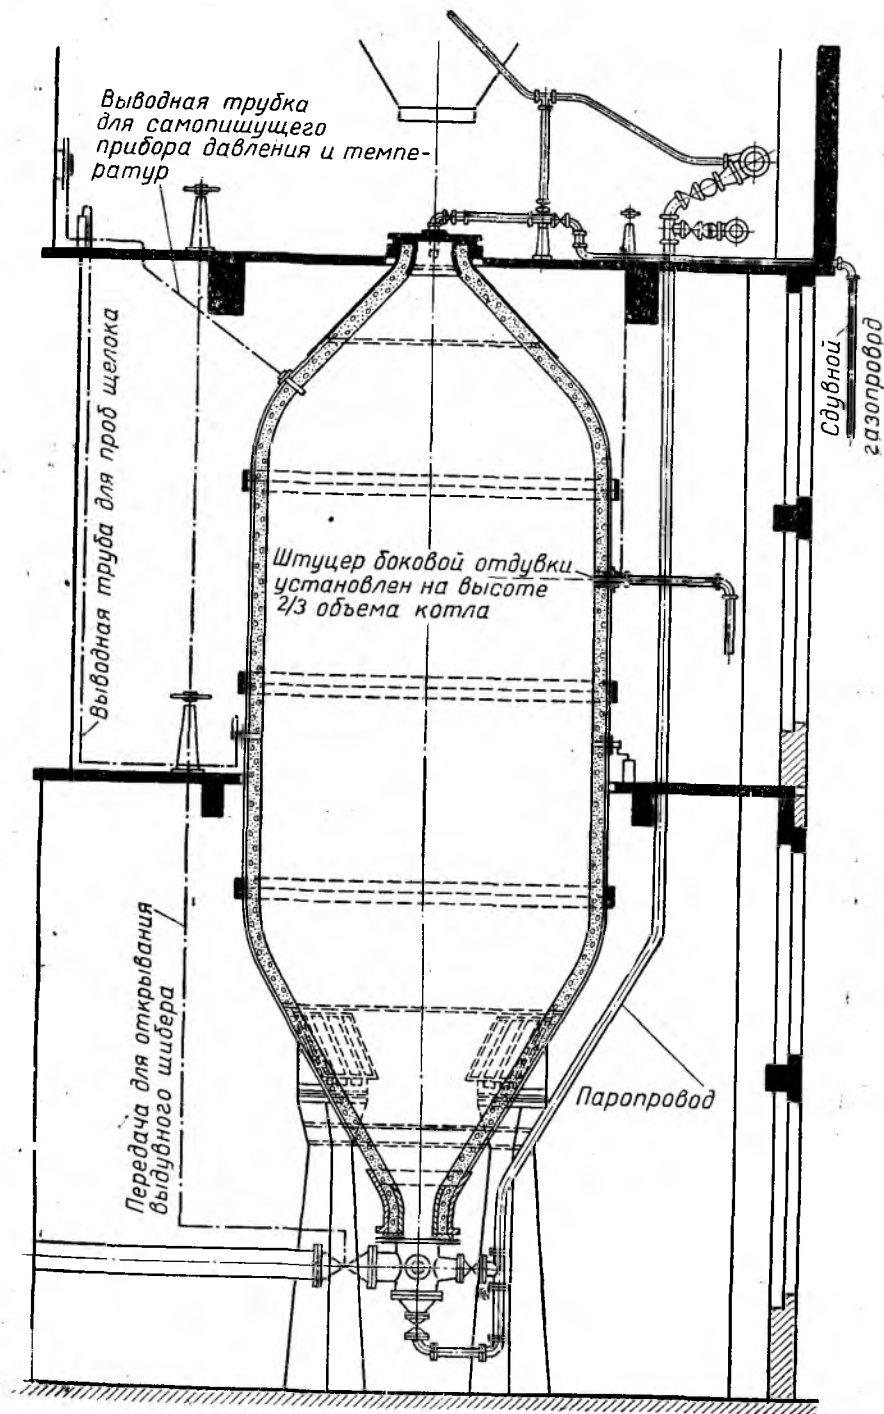 Выводная трубка
для самопишущего
прибора давления и темпе-
ратур
Сдувной
газопровод
Выводная труба для проб щелока
Штуцер боковой отдувки
установлен на высоте
2/3 объема котла
Передача для открывания
выдувного шибера
Паропровод